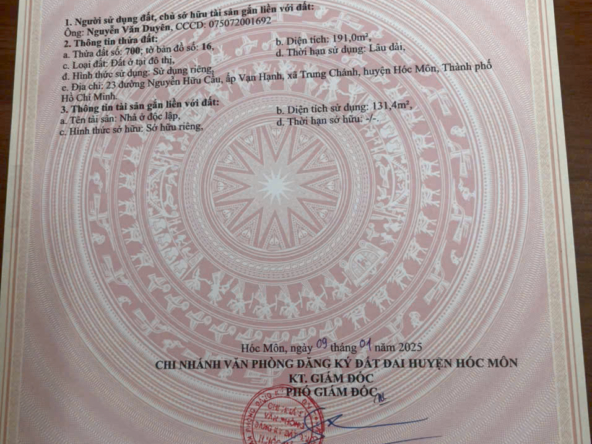 1. Người sử dụng đất, chủ sở hữu tài sản gắn liền với đất:
Ông: Nguyễn Văn Duyên, CCCD: 075072001692
2. Thông tin thửa đất:
a. Thửa đất số: 700; tờ bản đồ số: 16, b. Diện tích: 191,0m²,
c. Loại đất: Đất ở tại đô thị, d. Thời hạn sử dụng: Lâu dài,
đ. Hình thức sử dụng: Sử dụng riêng,
e. Địa chỉ: 23 đường Nguyễn Hữu Cầu, ấp Vạn Hạnh, xã Trung Chánh, huyện Hóc Môn, Thành phố
Hồ Chí Minh.
3. Thông tin tài sản gắn liền với đất:
a. Tên tài sản: Nhà ở độc lập, b. Diện tích sử dụng: 131,4m²,
c. Hình thức sở hữu: Sở hữu riêng, d. Thời hạn sở hữu: -/-.
Hóc Môn, ngày 09 tháng 01 năm 2025
CHI NHÁNH VĂN PHÒNG ĐĂNG KÝ ĐẤT ĐAI HUYỆN HÓC MÔN
KT. GIÁM ĐỐC
PHÓ GIÁM ĐỐC
CHI NHÁNH
VĂN PHÒNG
ĐĂNG KÝ ĐẤT